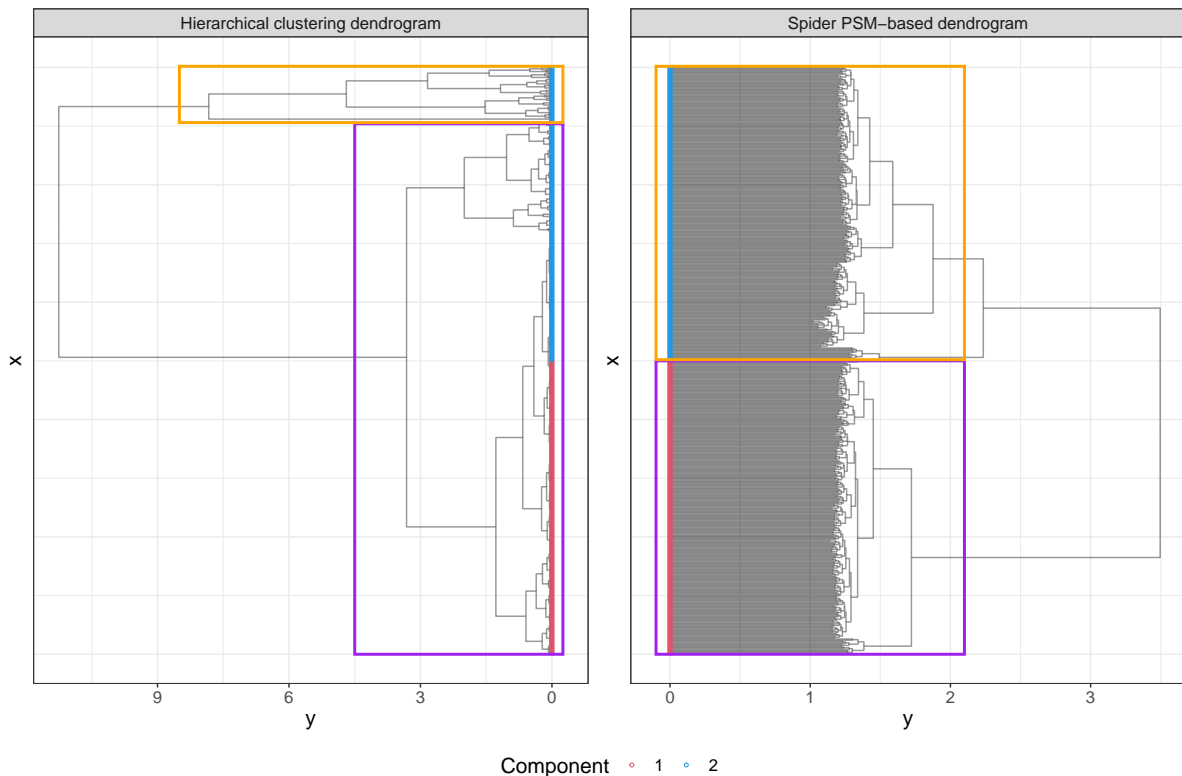 Hierarchical clustering dendrogram
Spider PSM−based dendrogram
x
x
9 6 3 0
0 1 2 3
y
y
Component 1 2